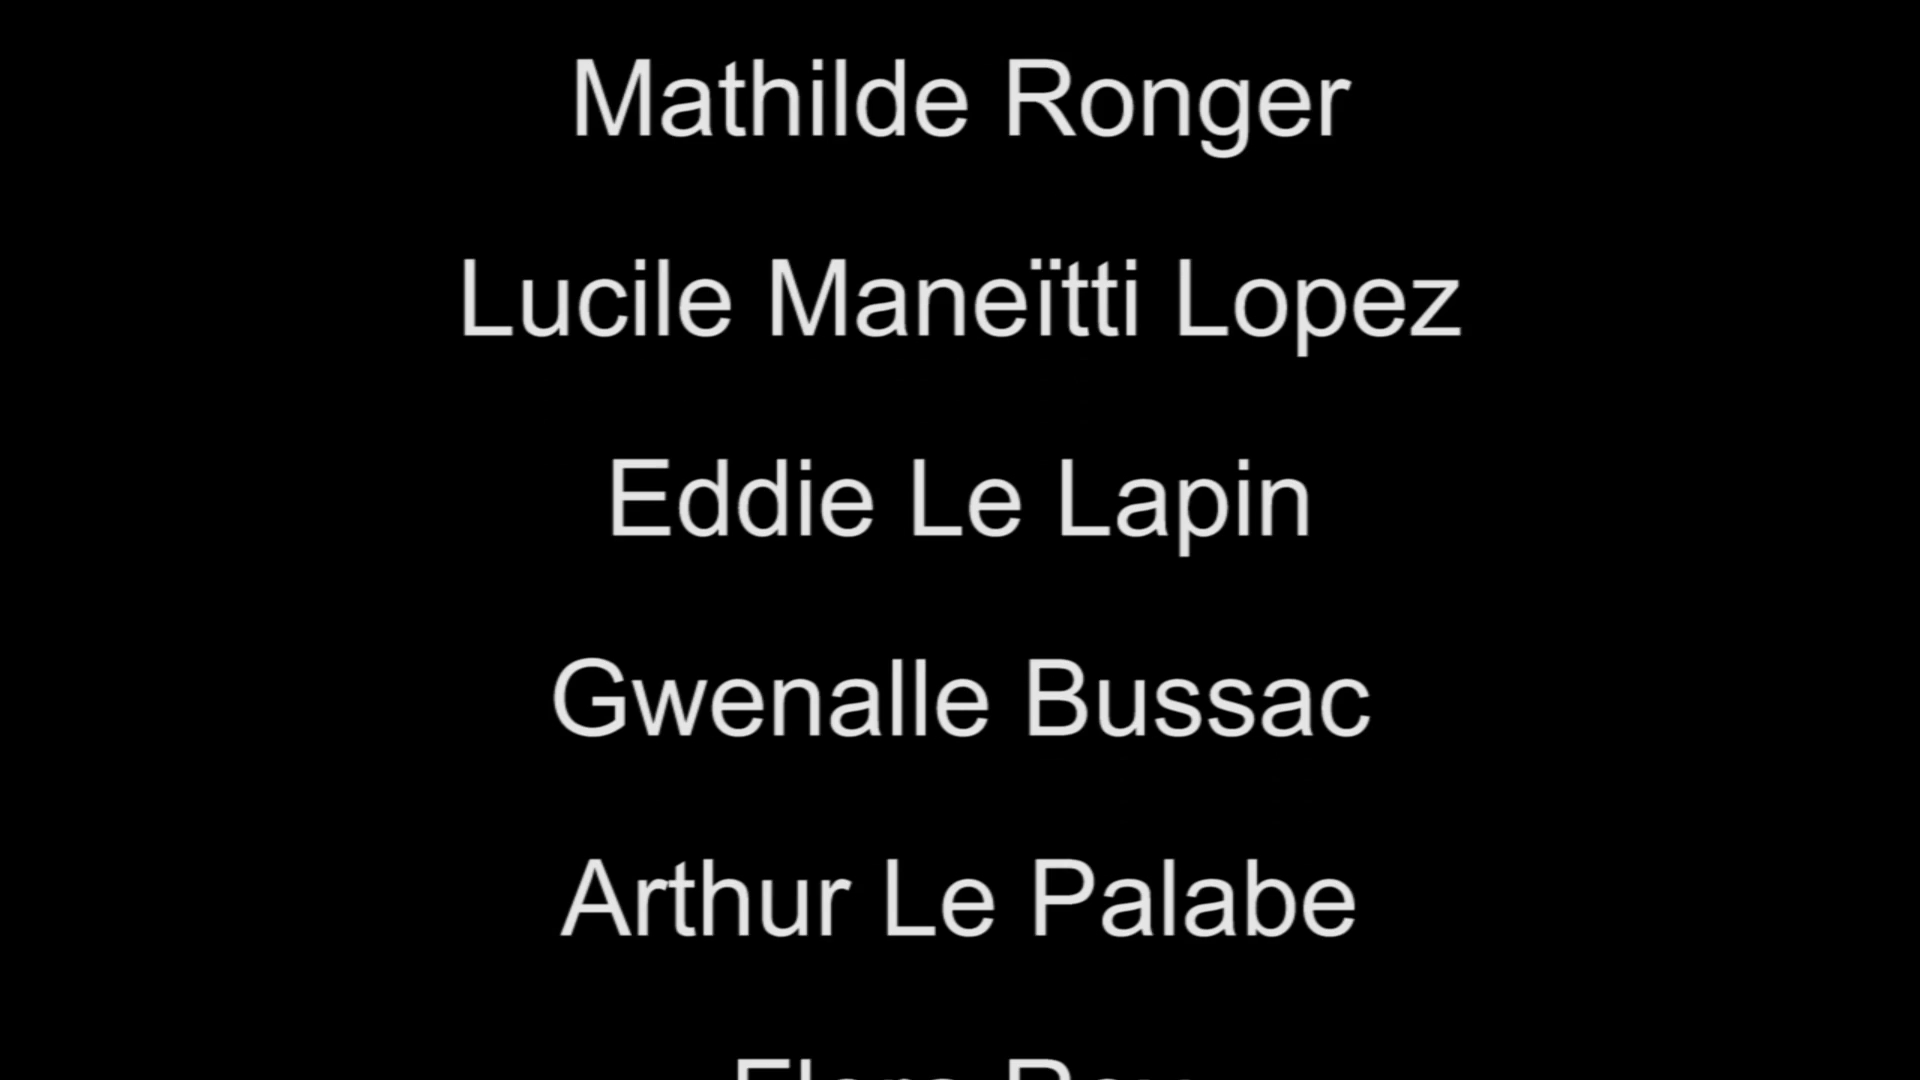 Mathilde Ronger
Lucile Maneïtti Lopez
Eddie Le Lapin
Gwenalle Bussac
Arthur Le Palabe